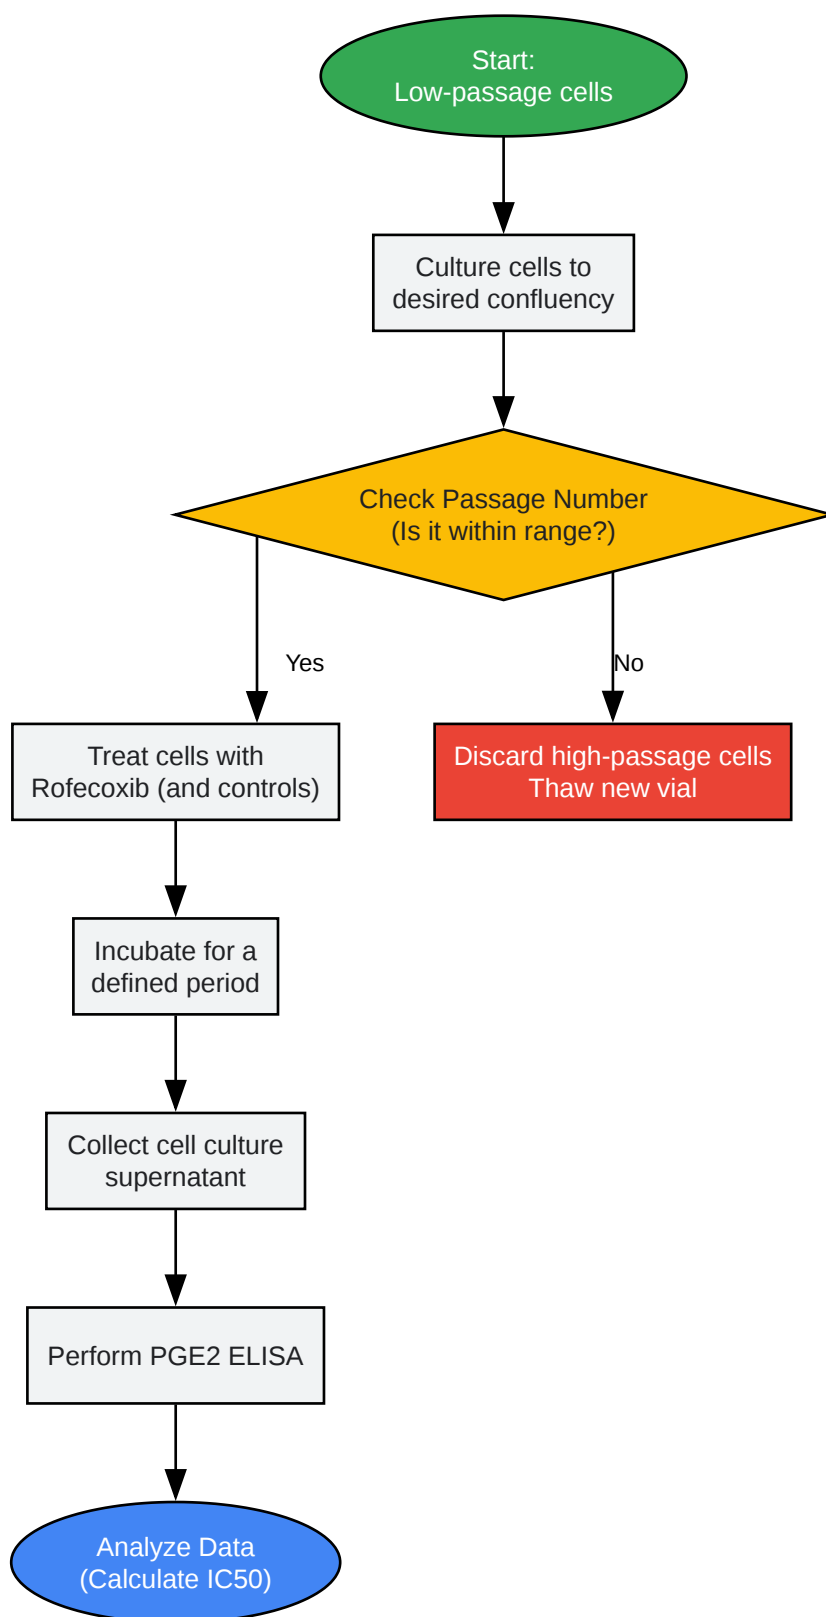 Start:
Low-passage cells
Culture cells to
desired confluency
Check Passage Number
(Is it within range?)
Yes
No
Treat cells with
Rofecoxib (and controls)
Discard high-passage cells
Thaw new vial
Incubate for a
defined period
Collect cell culture
supernatant
Perform PGE2 ELISA
Analyze Data
(Calculate IC50)